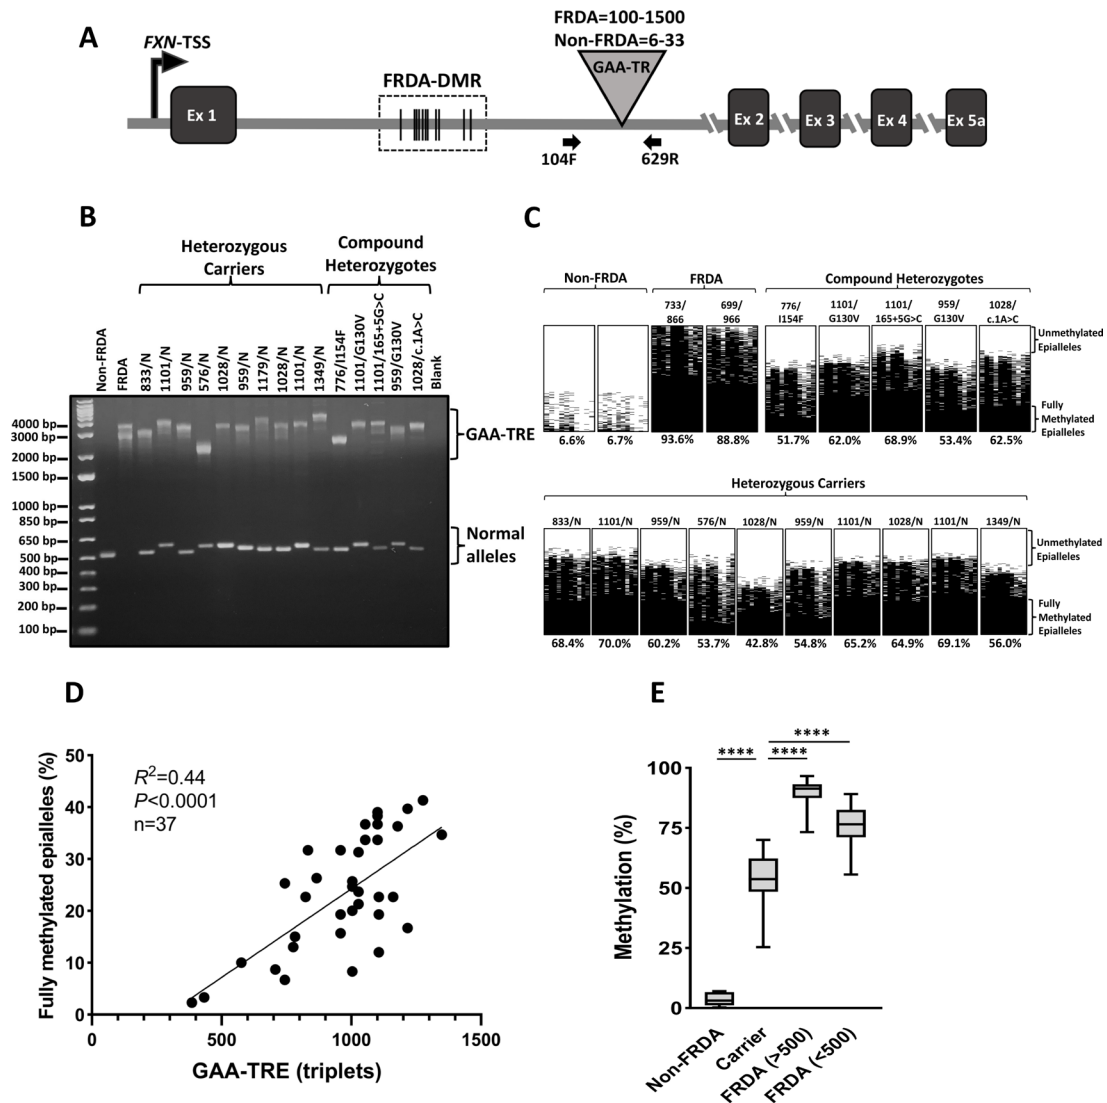 A
FXN-TSS
FRDA=100-1500
Non-FRDA=6-33
GAA-TR
FRDA-DMR
Ex 1
Ex 2
Ex 3
Ex 4
Ex 5a
104F
629R
B
Heterozygous
Carriers
Compound
Heterozygotes
Non-FRDA
FRDA
833/N
1101/N
959/N
576/N
1028/N
959/N
1179/N
1028/N
1101/N
1349/N
776/I154F
1101/G130V
1101/165+5G>C
959/G130V
1028/c.1A>C
Blank
4000 bp
3000 bp
2000 bp
1500 bp
1000 bp
850 bp
650 bp
500 bp
400 bp
300 bp
200 bp
100 bp
GAA-TRE
Normal
alleles
C
Non-FRDA
FRDA
Compound Heterozygotes
733/
866
699/
966
776/
I154F
1101/
G130V
1101/
165+5G>C
959/
G130V
1028/
c.1A>C
Unmethylated
Epialleles
Fully
Methylated
Epialleles
6.6%
6.7%
93.6%
88.8%
51.7%
62.0%
68.9%
53.4%
62.5%
Heterozygous Carriers
833/N
1101/N
959/N
576/N
1028/N
959/N
1101/N
1028/N
1101/N
1349/N
Unmethylated
Epialleles
Fully
Methylated
Epialleles
68.4%
70.0%
60.2%
53.7%
42.8%
54.8%
65.2%
64.9%
69.1%
56.0%
D
Fully methylated epialleles (%)
50
40
30
20
10
0
R²=0.44
P<0.0001
n=37
0
500
1000
1500
GAA-TRE (triplets)
E
Methylation (%)
100
75
50
25
0
****
****
****
Non-FRDA
Carrier
FRDA (>500)
FRDA (<500)